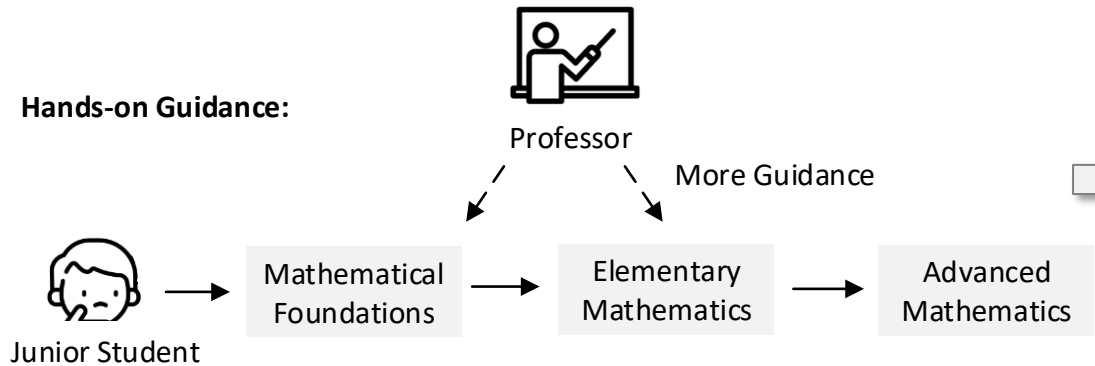 Hands-on Guidance:
Professor
More Guidance
Mathematical
Foundations
Elementary
Mathematics
Advanced
Mathematics
Junior Student